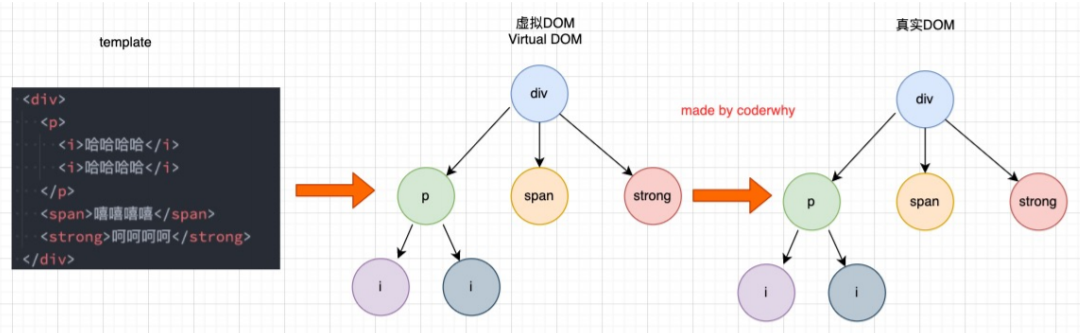 template
<div>
<p>
<i>哈哈哈哈</i>
<i>哈哈哈哈</i>
</p>
<span>嘻嘻嘻嘻</span>
<strong>呵呵呵呵</strong>
</div>
虚拟DOM
Virtual DOM
div
p
span
strong
i
i
made by coderwhy
真实DOM
div
p
span
strong
i
i